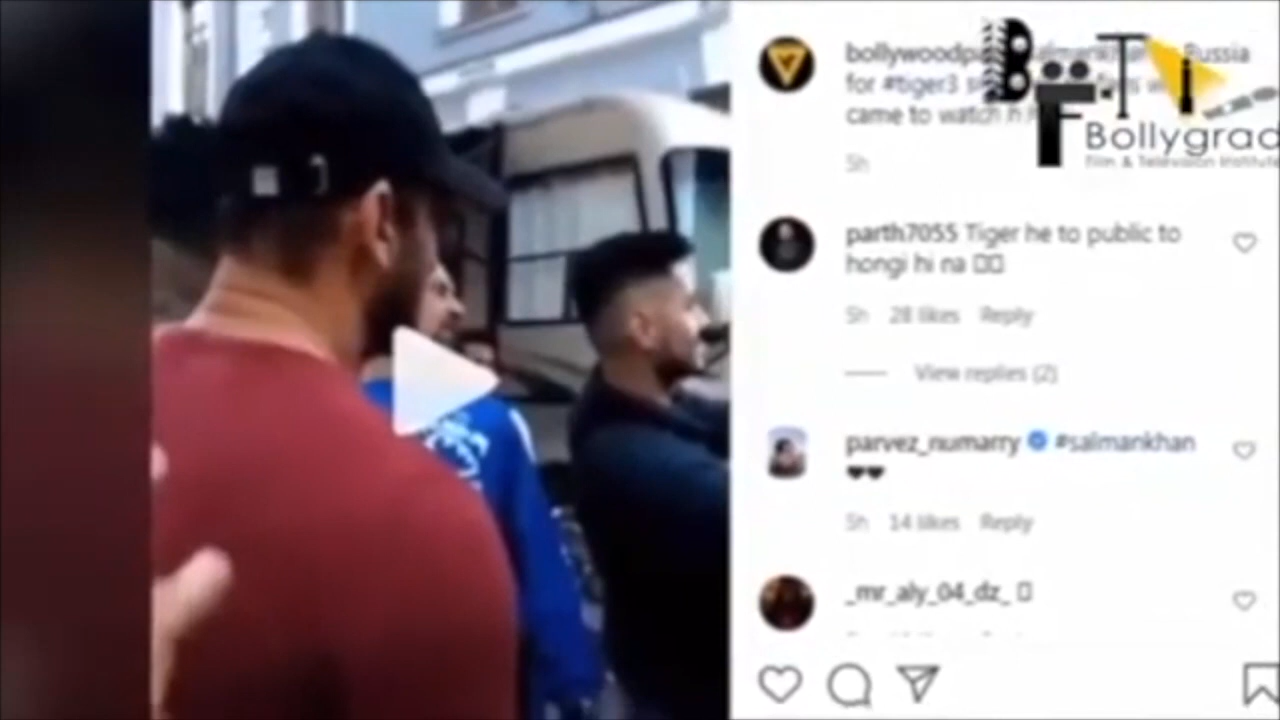 for #tiger3
came to watch
5h
parth7055 Tiger he to public to
hongi hi na
5h 28 likes Reply
View replies (2)
parvez_numarry #salmankhan
5h 14 likes Reply
_mr_aly_04_dz_
BFTI
Bollygrad
Film & Television Institute
Russia